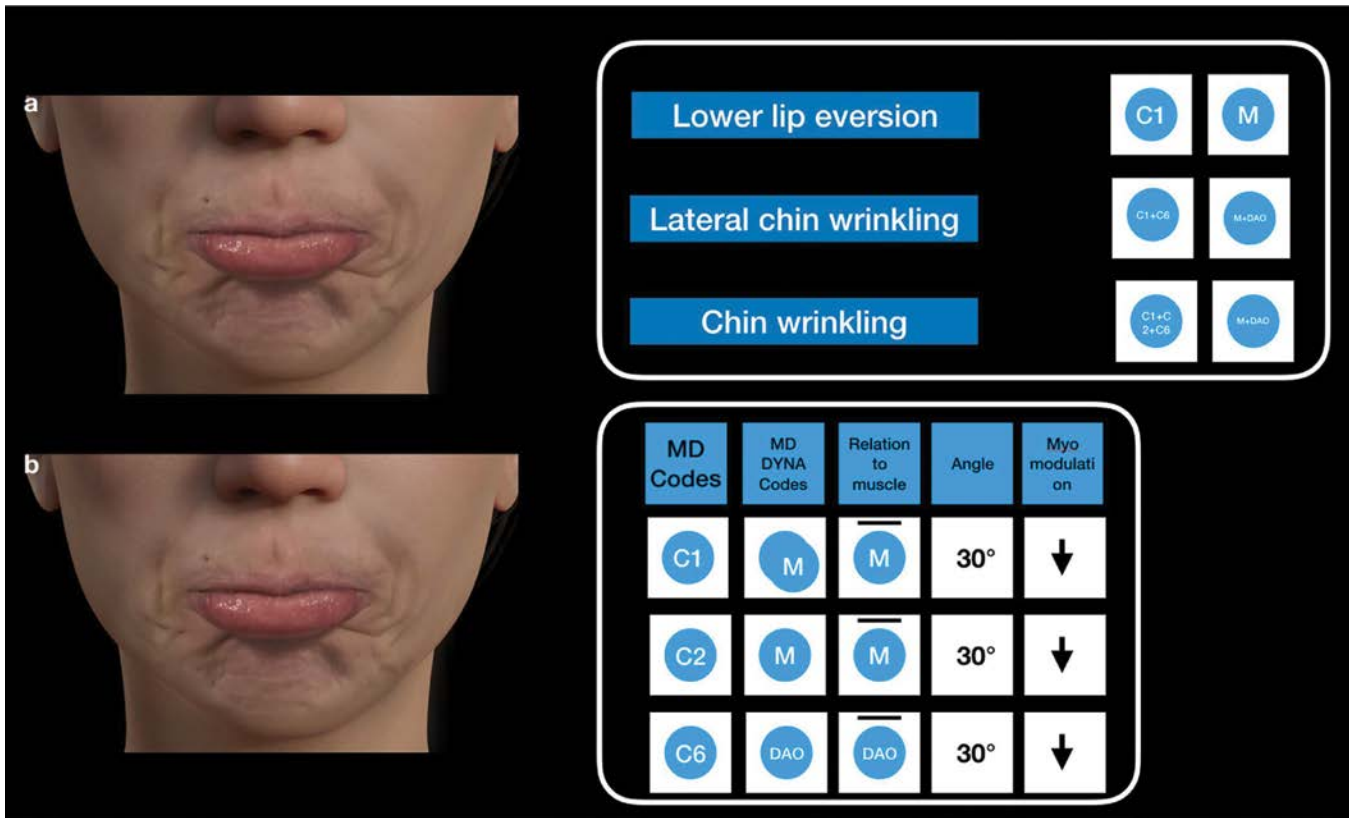 a
Lower lip eversion
C1
M
Lateral chin wrinkling
C1+C6
M+DAO
Chin wrinkling
C1+C
2+C6
M+DAO
b
MD
Codes
MD
DYNA
Codes
Relation
to
muscle
Angle
Myo
modulati
on
C1
M
M
30°
C2
M
M
30°
C6
DAO
DAO
30°